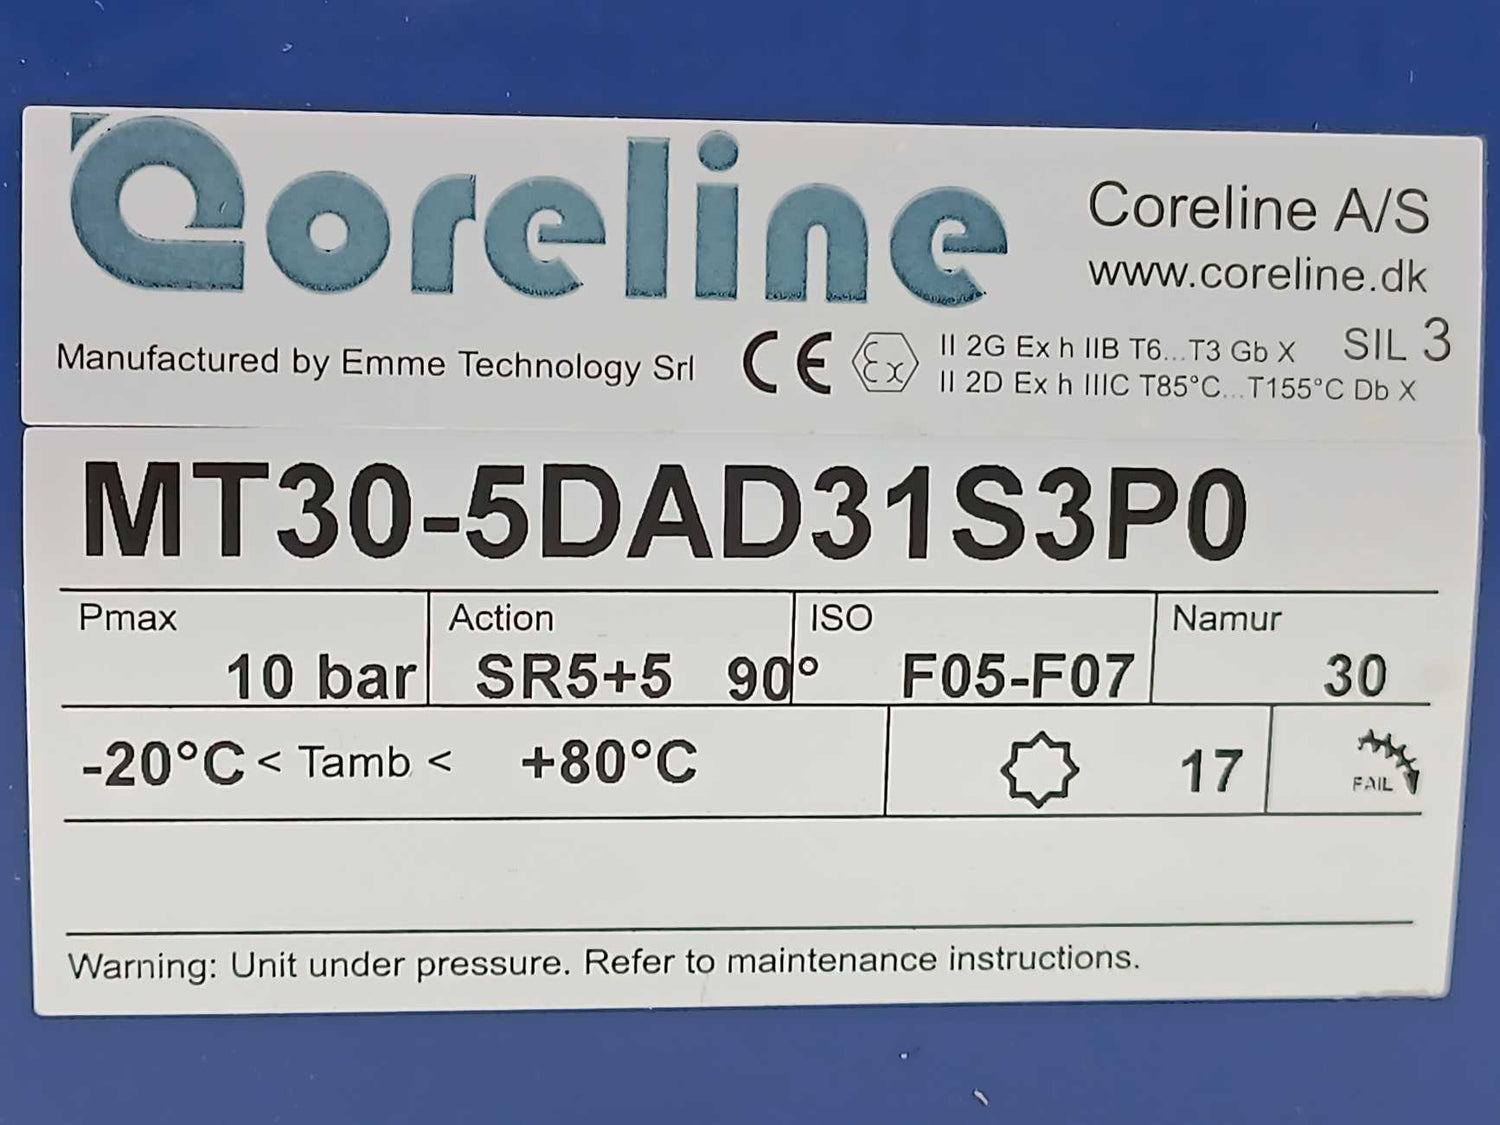 Coreline
Coreline A/S
www.coreline.dk
Manufactured by Emme Technology Srl
CE Ex
II 2G Ex h IIB T6...T3 Gb X
SIL 3
II 2D Ex h IIIC T85°C...T155°C Db X
MT30-5DAD31S3P0
Pmax
Action
ISO
Namur
10 bar
SR5+5 90°
F05-F07
30
-20°C < Tamb < +80°C
17
FAIL
Warning: Unit under pressure. Refer to maintenance instructions.